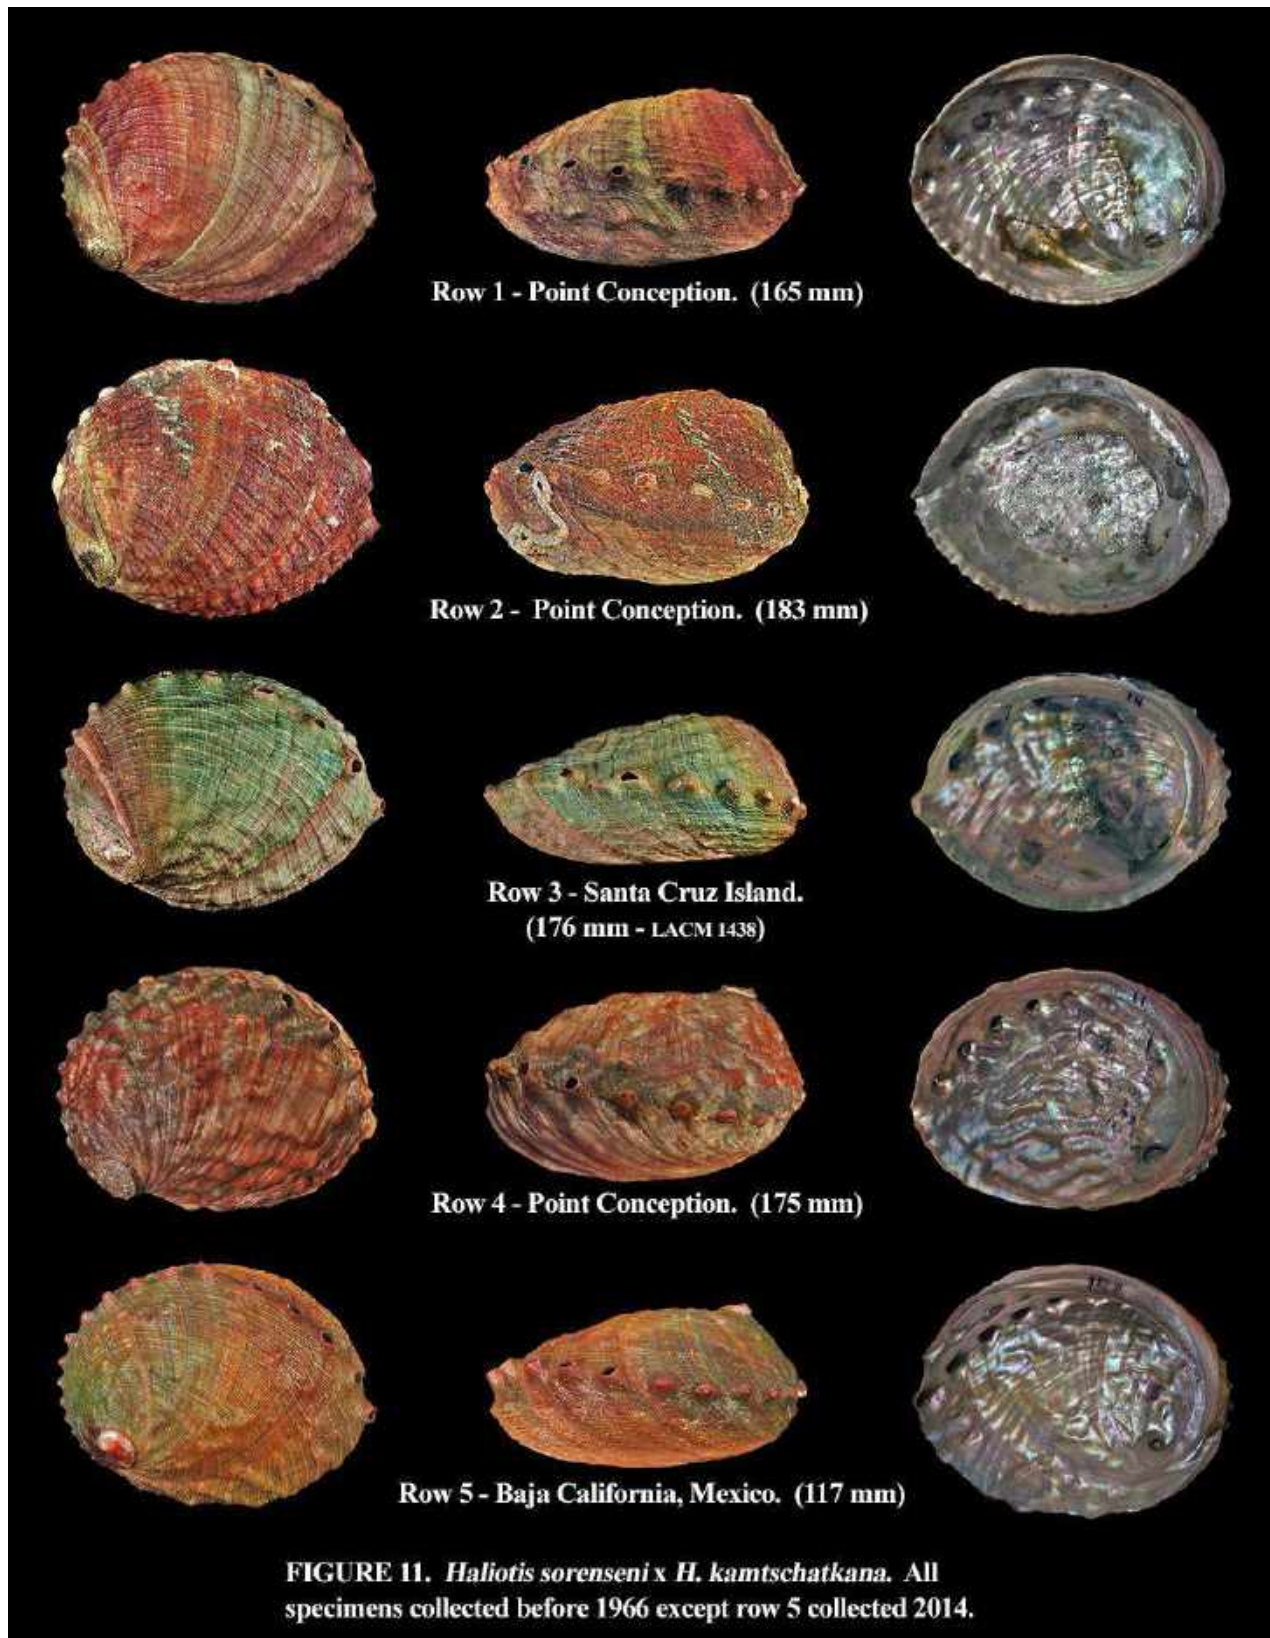 Row 1 - Point Conception. (165 mm)
Row 2 - Point Conception. (183 mm)
Row 3 - Santa Cruz Island.
(176 mm - LACM 1438)
Row 4 - Point Conception. (175 mm)
Row 5 - Baja California, Mexico. (117 mm)
FIGURE 11. Haliotis sorenseni x H. kamtschatkana. All
specimens collected before 1966 except row 5 collected 2014.